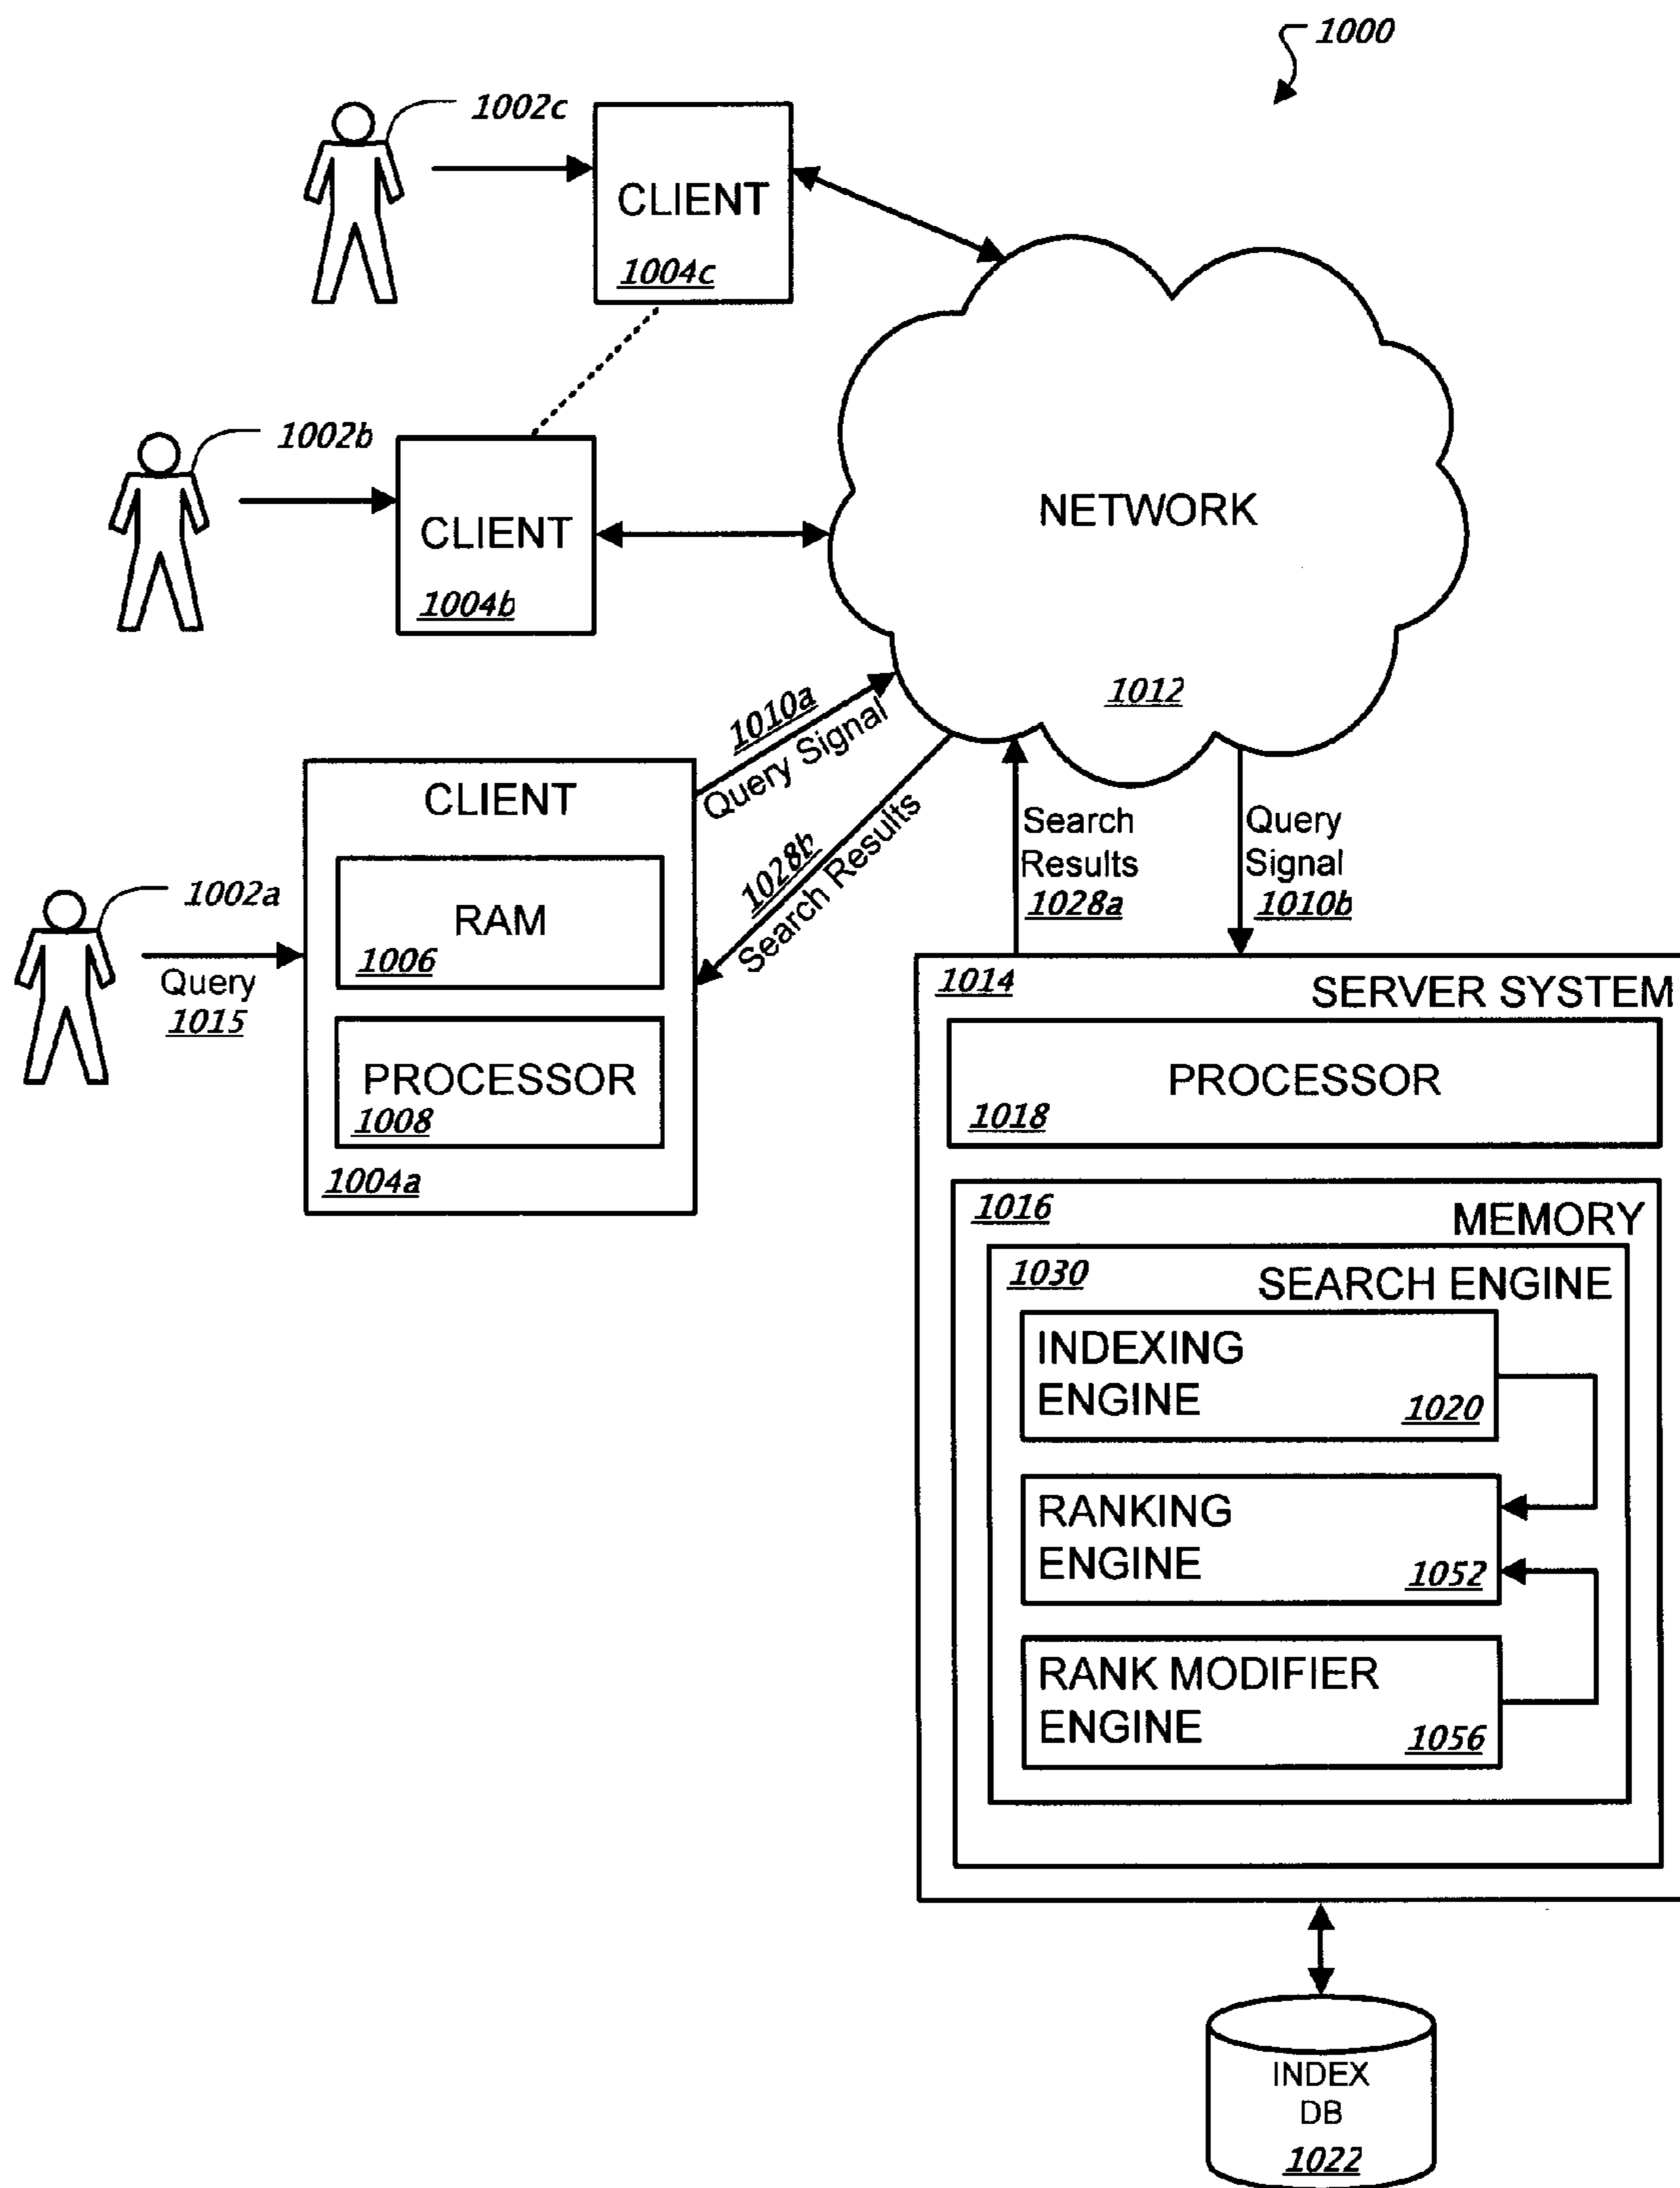 1000
1002c
CLIENT
1004c
1002b
CLIENT
1004b
NETWORK
1012
1010a
Query Signal
1028b
Search Results
Search
Results
1028a
Query
Signal
1010b
1002a
Query
1015
CLIENT
RAM
1006
PROCESSOR
1008
1004a
1014
SERVER SYSTEM
PROCESSOR
1018
1016
MEMORY
1030
SEARCH ENGINE
INDEXING
ENGINE
1020
RANKING
ENGINE
1052
RANK MODIFIER
ENGINE
1056
INDEX
DB
1022